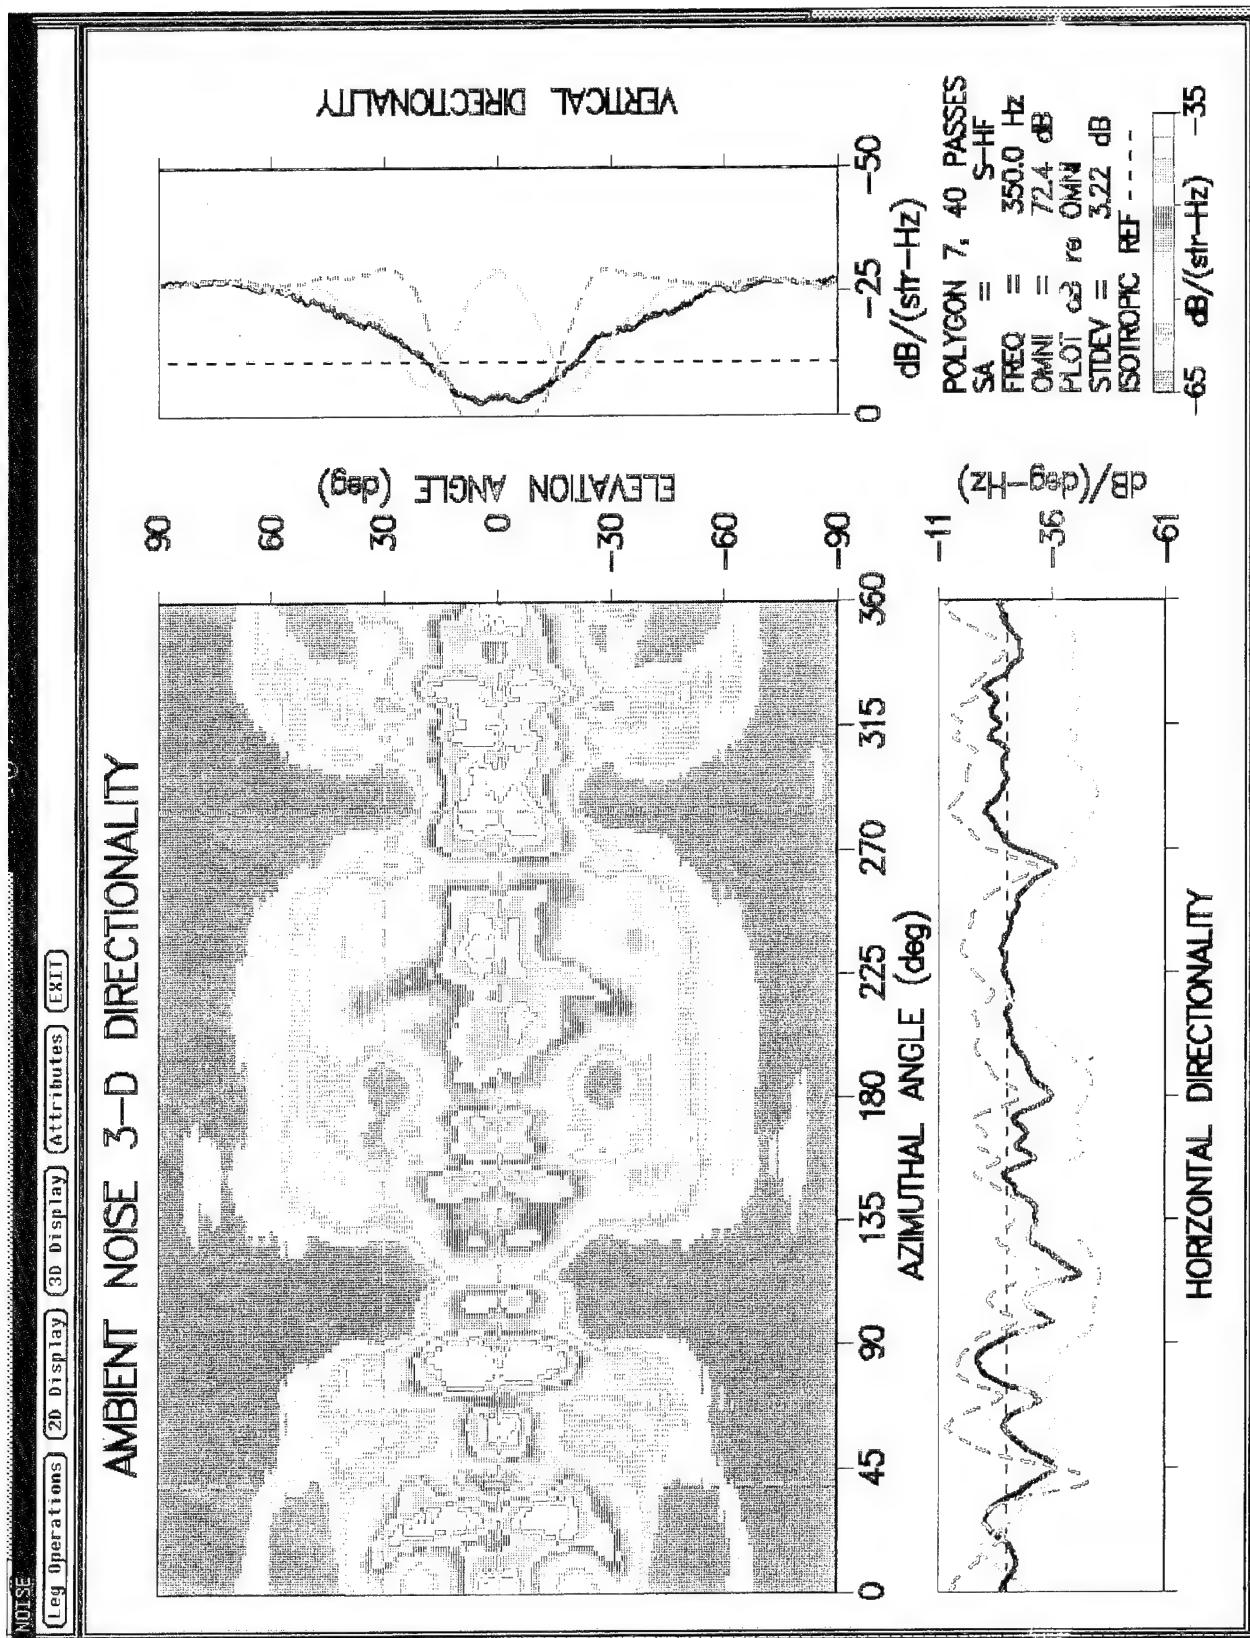 NOISE
Leg Operations 2D Display 3D Display Attributes EXIT
AMBIENT NOISE 3-D DIRECTIONALITY
90
60
30
0
-30
-60
-90
ELEVATION ANGLE (deg)
0 45 90 135 180 225 270 315 360
AZIMUTHAL ANGLE (deg)
VERTICAL DIRECTIONALITY
0 -25 -50
dB/(str-Hz)
-11
-36
-61
dB/(deg-Hz)
HORIZONTAL DIRECTIONALITY
POLYGON 7, 40 PASSES
SA = S-HF
FREQ = 350.0 Hz
OMNI = 72.4 dB
PLOT dB re OMNI
STDEV = 3.22 dB
ISOTROPIC REF -----
-65 dB/(str-Hz) -35